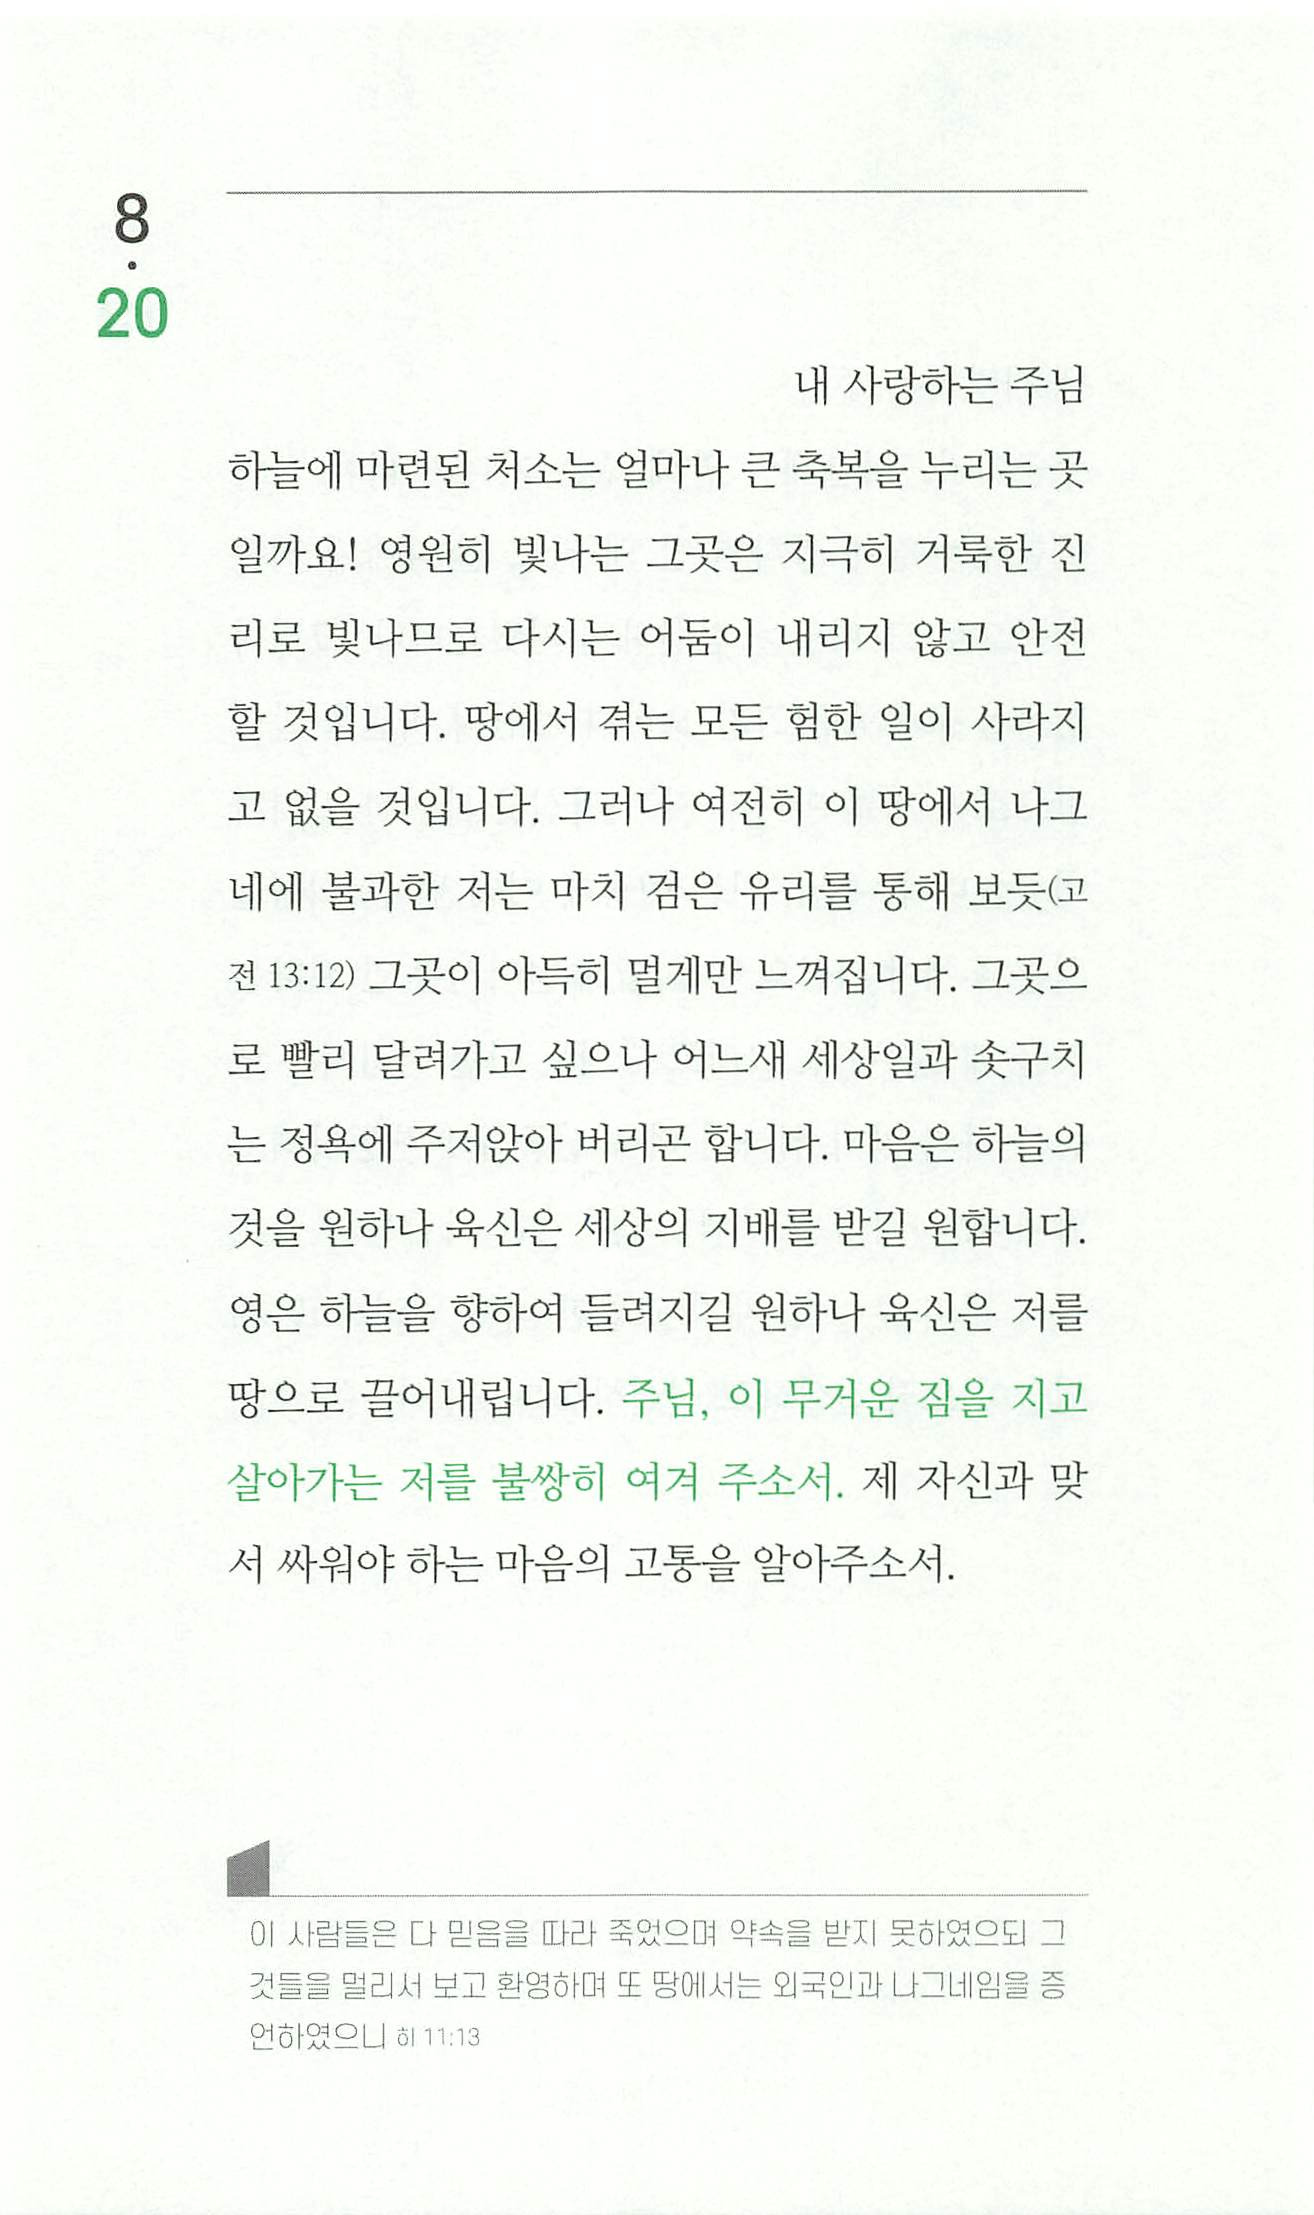 8
·
20
내 사랑하는 주님
하늘에 마련된 처소는 얼마나 큰 축복을 누리는 곳
일까요! 영원히 빛나는 그곳은 지극히 거룩한 진
리로 빛나므로 다시는 어둠이 내리지 않고 안전
할 것입니다. 땅에서 겪는 모든 험한 일이 사라지
고 없을 것입니다. 그러나 여전히 이 땅에서 나그
네에 불과한 저는 마치 검은 유리를 통해 보듯(고
전 13:12) 그곳이 아득히 멀게만 느껴집니다. 그곳으
로 빨리 달려가고 싶으나 어느새 세상일과 솟구치
는 정욕에 주저앉아 버리곤 합니다. 마음은 하늘의
것을 원하나 육신은 세상의 지배를 받길 원합니다.
영은 하늘을 향하여 들려지길 원하나 육신은 저를
땅으로 끌어내립니다. 주님, 이 무거운 짐을 지고
살아가는 저를 불쌍히 여겨 주소서. 제 자신과 맞
서 싸워야 하는 마음의 고통을 알아주소서.
이 사람들은 다 믿음을 따라 죽었으며 약속을 받지 못하였으되 그
것들을 멀리서 보고 환영하며 또 땅에서는 외국인과 나그네임을 증
언하였으니 히 11:13